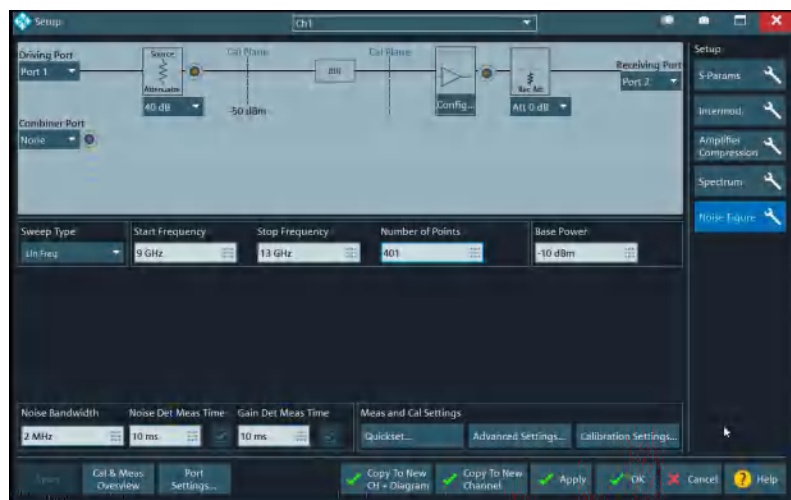 Setup
Ch1
Driving Port
Port 1
Source
Attenuator
40 dB
Cal Plane
-50 dBm
Cal Plane
Config...
Rec Att
Att 0 dB
Receiving Port
Port 2
Combiner Port
None
Setup
S-Params
Intermod.
Amplifier
Compression
Spectrum
Noise Figure
Sweep Type
Start Frequency
Stop Frequency
Number of Points
Base Power
Lin Freq
9 GHz
13 GHz
401
-10 dBm
Noise Bandwidth
Noise Det Meas Time
Gain Det Meas Time
Meas and Cal Settings
2 MHz
10 ms
10 ms
Quickset...
Advanced Settings...
Calibration Settings...
Cal & Meas
Overview
Port
Settings...
Copy To New
CH + Diagram
Copy To New
Channel
Apply
OK
Cancel
Help